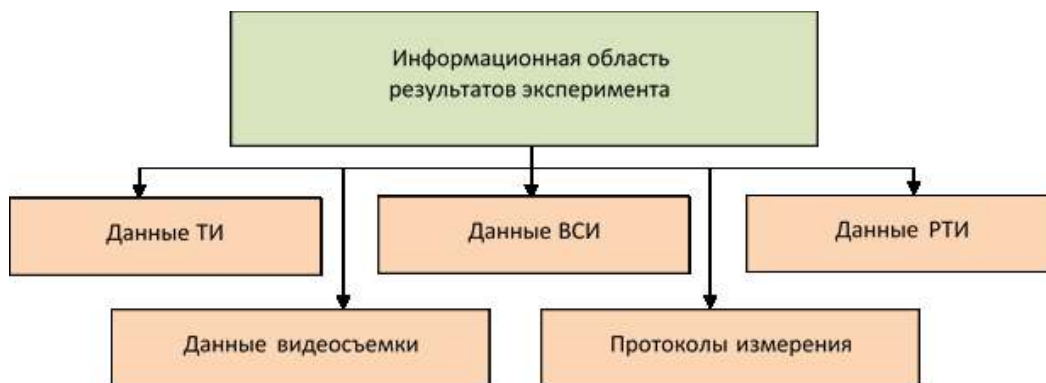 Информационная область
результатов эксперимента
Данные ТИ
Данные ВСИ
Данные РТИ
Данные видеосъемки
Протоколы измерения